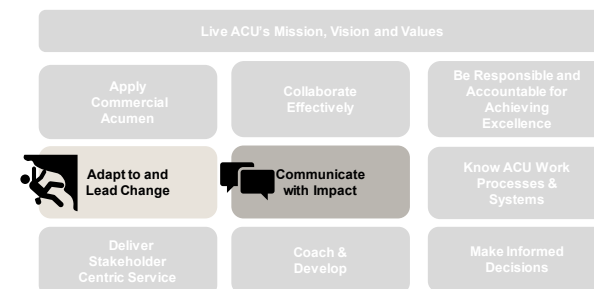 Live ACU's Mission, Vision and Values
Apply
Commercial
Acumen
Collaborate
Effectively
Be Responsible and
Accountable for
Achieving
Excellence
Adapt to and
Lead Change
Communicate
with Impact
Know ACU Work
Processes &
Systems
Deliver
Stakeholder
Centric Service
Coach &
Develop
Make Informed
Decisions